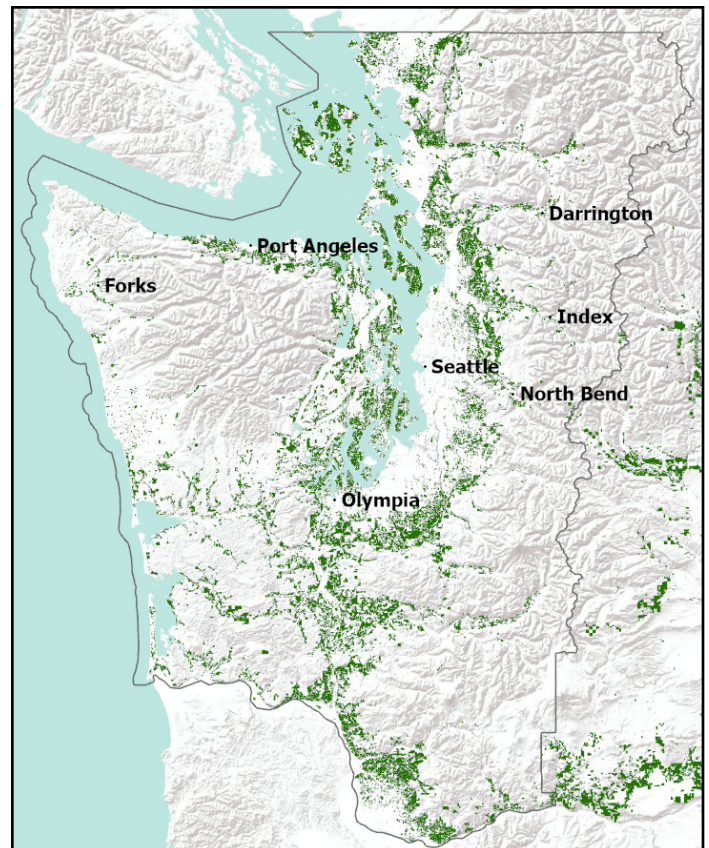 Darrington
Port Angeles
Forks
Index
Seattle
North Bend
Olympia